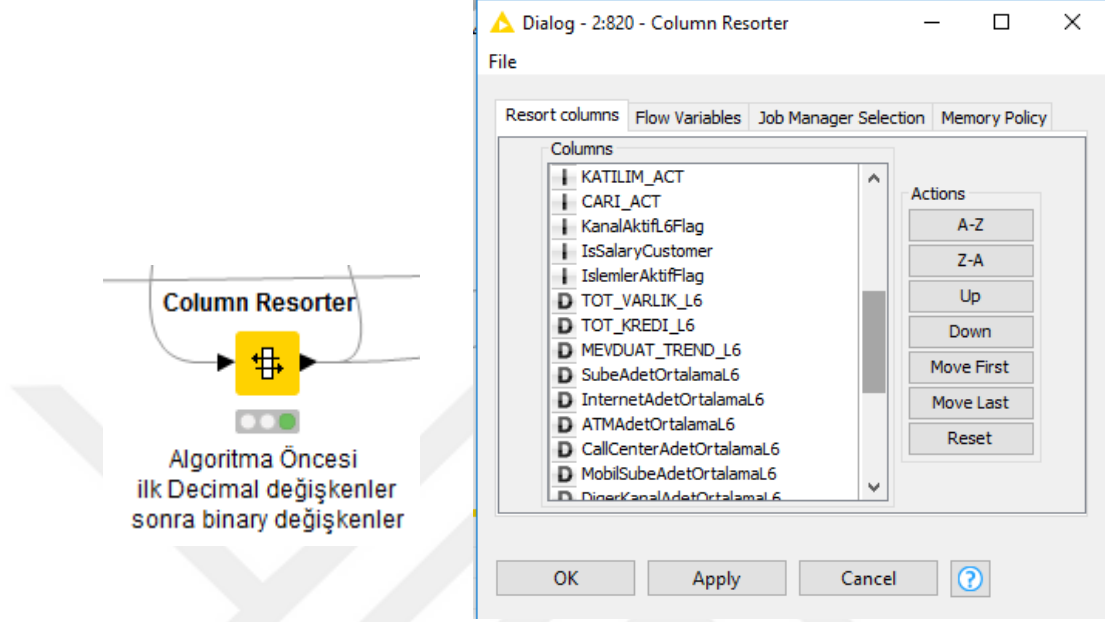 Column Resorter
Algoritma Öncesi
ilk Decimal değişkenler
sonra binary değişkenler
Dialog - 2:820 - Column Resorter
File
Resort columns Flow Variables Job Manager Selection Memory Policy
Columns
I KATILIM_ACT
I CARI_ACT
I KanalAktifL6Flag
I IsSalaryCustomer
I IslemlerAktifFlag
D TOT_VARLIK_L6
D TOT_KREDI_L6
D MEVDUAT_TREND_L6
D SubeAdetOrtalamaL6
D InternetAdetOrtalamaL6
D ATMAdetOrtalamaL6
D CallCenterAdetOrtalamaL6
D MobilSubeAdetOrtalamaL6
D DigerKanalAdetOrtalamaL6
Actions
A-Z
Z-A
Up
Down
Move First
Move Last
Reset
OK Apply Cancel ?